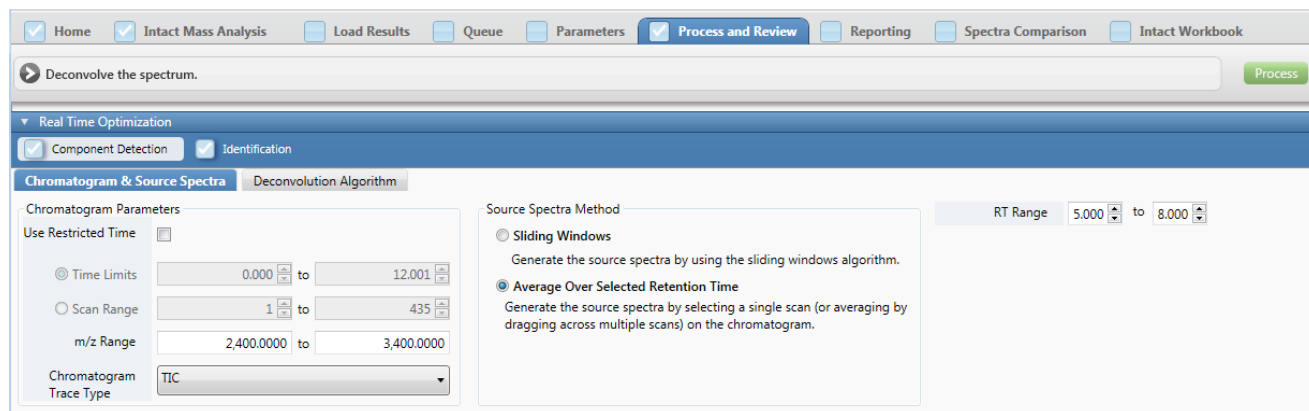 Home Intact Mass Analysis Load Results Queue Parameters Process and Review Reporting Spectra Comparison Intact Workbook
Deconvolve the spectrum. Process
Real Time Optimization
Component Detection Identification
Chromatogram & Source Spectra Deconvolution Algorithm
Chromatogram Parameters
Use Restricted Time
Time Limits 0.000 to 12.001
Scan Range 1 to 435
m/z Range 2,400.0000 to 3,400.0000
Chromatogram
Trace Type
TIC
Source Spectra Method
Sliding Windows
Generate the source spectra by using the sliding windows algorithm.
Average Over Selected Retention Time
Generate the source spectra by selecting a single scan (or averaging by
dragging across multiple scans) on the chromatogram.
RT Range 5.000 to 8.000